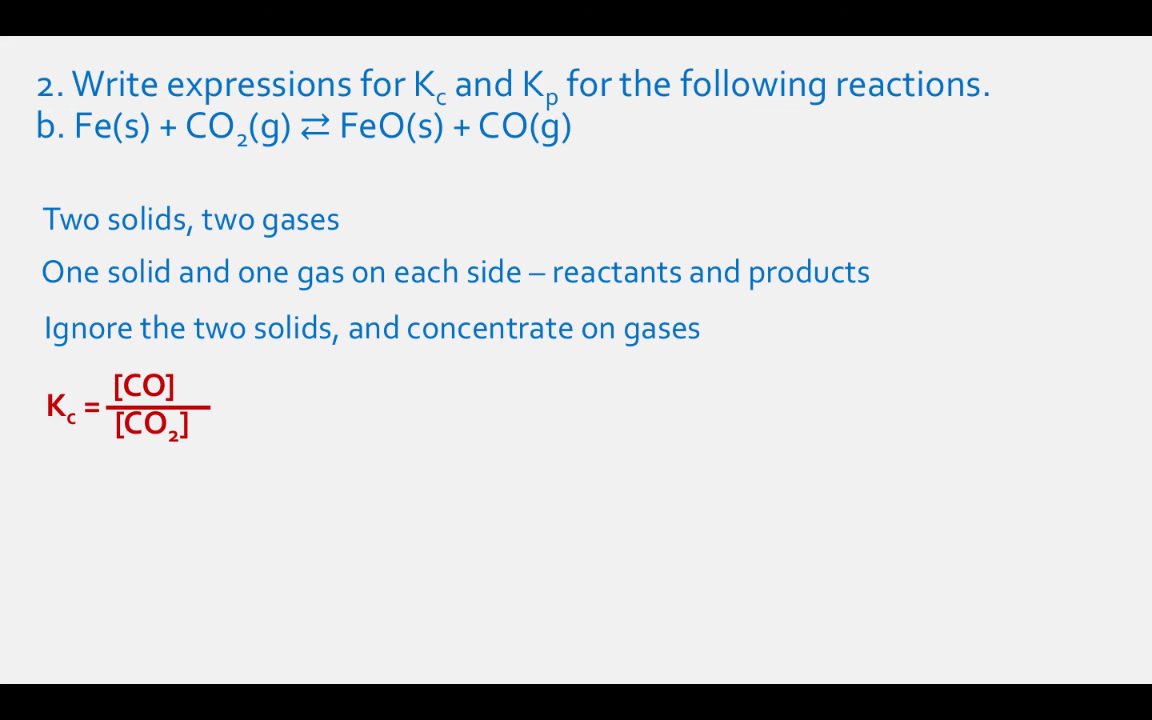 2. Write expressions for Kc and Kp for the following reactions.
b. Fe(s) + CO₂(g) ⇄ FeO(s) + CO(g)
Two solids, two gases
One solid and one gas on each side – reactants and products
Ignore the two solids, and concentrate on gases
Kc = [CO]
[CO₂]